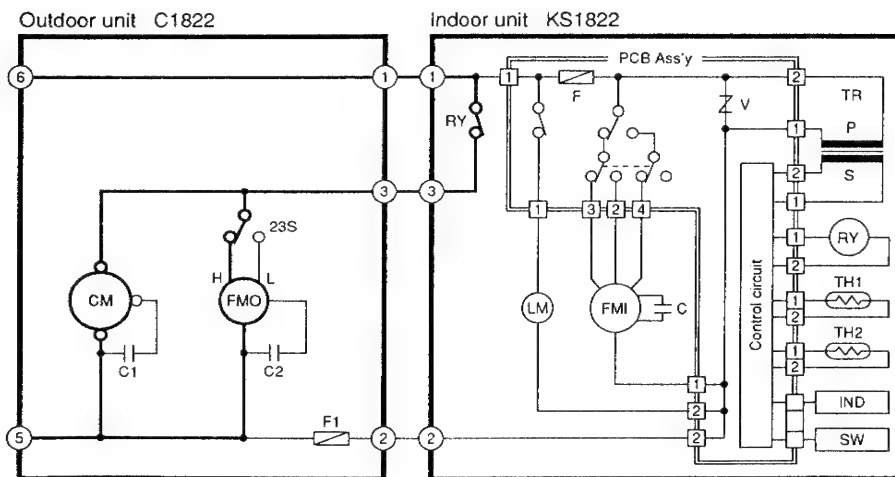 Outdoor unit C1822
Indoor unit KS1822
PCB Ass'y
6
1
1
1
F
2
TR
RY
V
1
P
2
S
3
3
1
23S
1
3
2
4
1
RY
H
L
2
CM
FMO
LM
FMI
C
Control circuit
1
TH1
2
C1
C2
1
TH2
2
1
IND
F1
2
5
2
2
2
SW